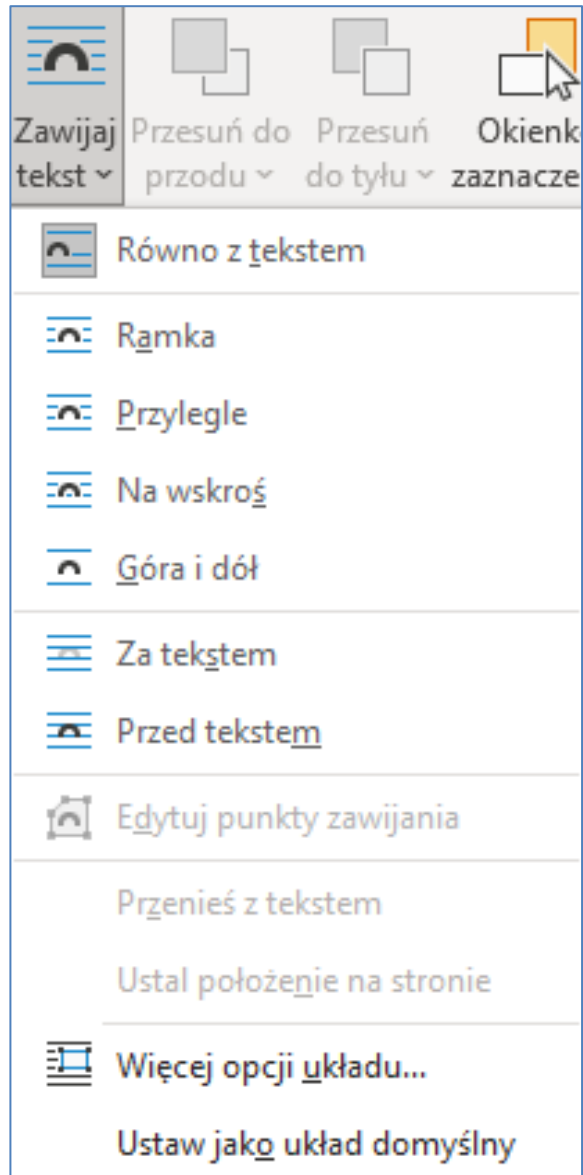 Zawijaj tekst
Przesuń do przodu
Przesuń do tyłu
Okienk zaznacze
Równo z tekstem
Ramka
Przylegle
Na wskroś
Góra i dół
Za tekstem
Przed tekstem
Edytuj punkty zawijania
Przenieś z tekstem
Ustal położenie na stronie
Więcej opcji układu...
Ustaw jako układ domyślny